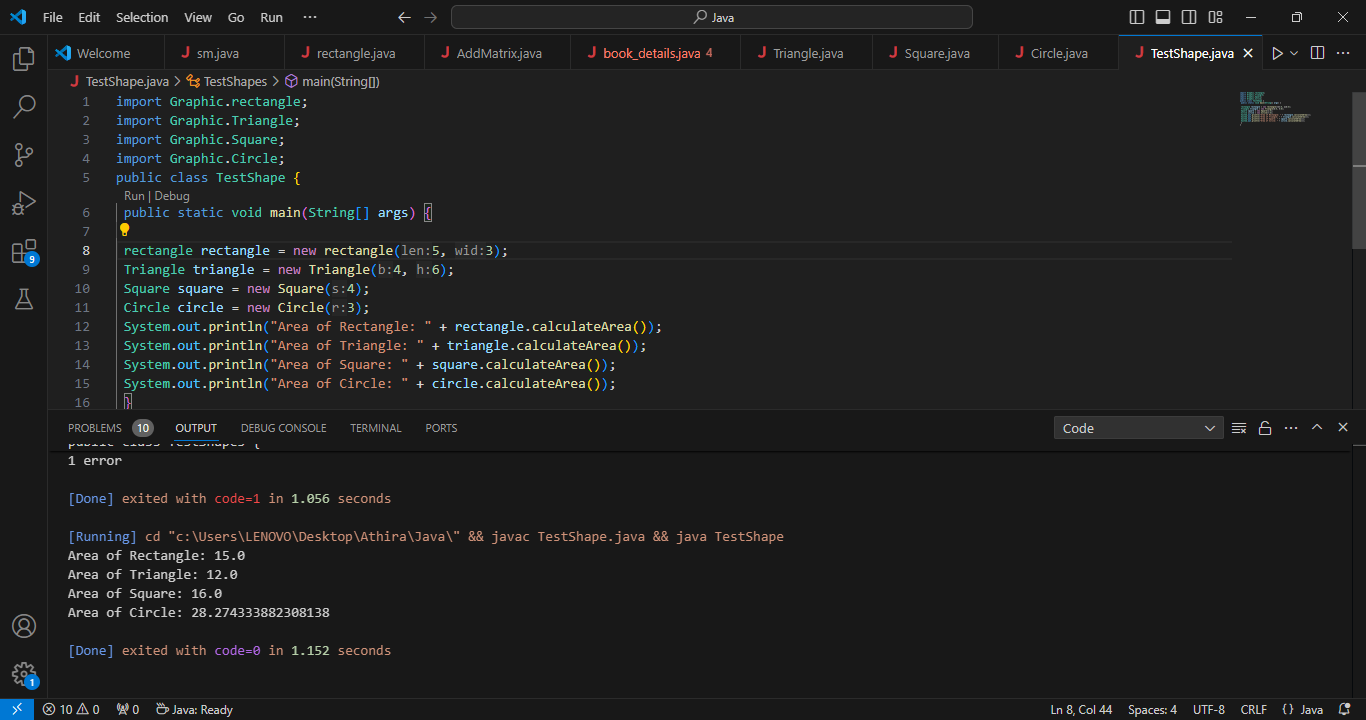 File Edit Selection View Go Run ··· Java
Welcome sm.java rectangle.java AddMatrix.java book_details.java 4 Triangle.java Square.java Circle.java TestShape.java
TestShape.java > TestShapes > main(String[])
1 import Graphic.rectangle;
2 import Graphic.Triangle;
3 import Graphic.Square;
4 import Graphic.Circle;
5 public class TestShape {
Run | Debug
6 public static void main(String[] args) {
7
8 rectangle rectangle = new rectangle(len:5, wid:3);
9 Triangle triangle = new Triangle(b:4, h:6);
10 Square square = new Square(s:4);
11 Circle circle = new Circle(r:3);
12 System.out.println("Area of Rectangle: " + rectangle.calculateArea());
13 System.out.println("Area of Triangle: " + triangle.calculateArea());
14 System.out.println("Area of Square: " + square.calculateArea());
15 System.out.println("Area of Circle: " + circle.calculateArea());
16 }
9
PROBLEMS 10 OUTPUT DEBUG CONSOLE TERMINAL PORTS Code
public class TestShapes {
1 error
[Done] exited with code=1 in 1.056 seconds
[Running] cd "c:\Users\LENOVO\Desktop\Athira\Java\" && javac TestShape.java && java TestShape
Area of Rectangle: 15.0
Area of Triangle: 12.0
Area of Square: 16.0
Area of Circle: 28.274333882308138
[Done] exited with code=0 in 1.152 seconds
1
10 0 0 Java: Ready Ln 8, Col 44 Spaces: 4 UTF-8 CRLF {} Java